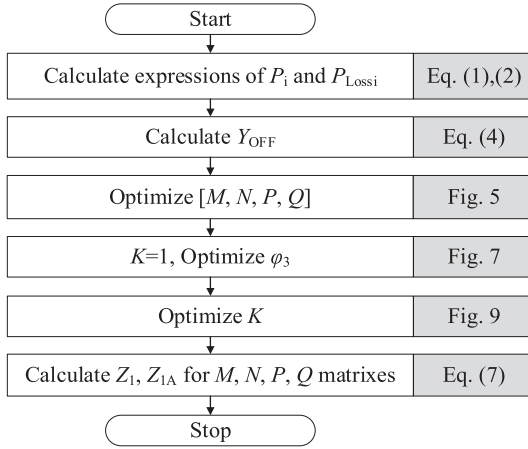 Start
Calculate expressions of P_i and P_Lossi Eq. (1),(2)
Calculate Y_OFF Eq. (4)
Optimize [M, N, P, Q] Fig. 5
K=1, Optimize φ_3 Fig. 7
Optimize K Fig. 9
Calculate Z_1, Z_1A for M, N, P, Q matrixes Eq. (7)
Stop